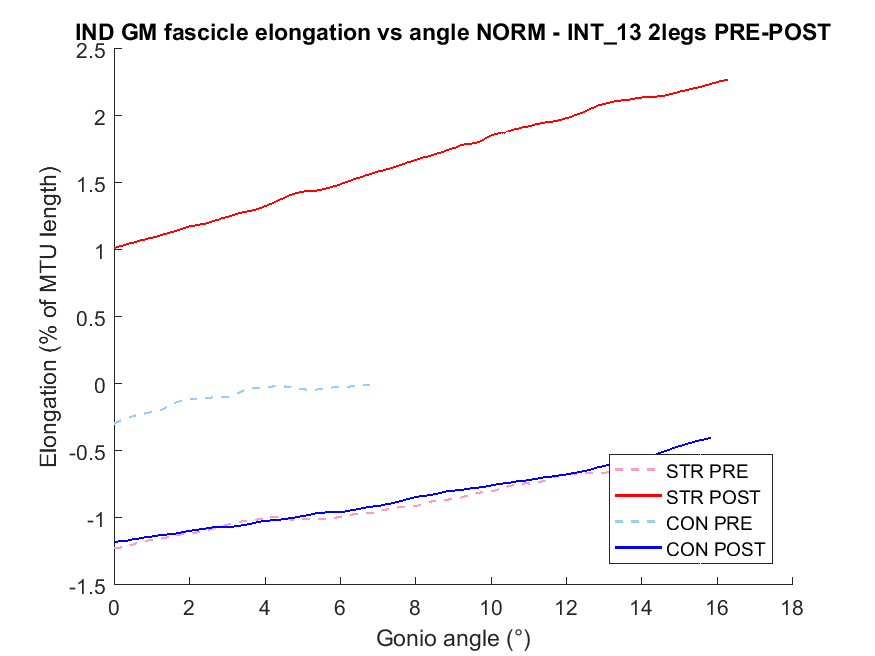 IND GM fascicle elongation vs angle NORM - INT_13 2legs PRE-POST
Elongation (% of MTU length)
2.5
2
1.5
1
0.5
0
-0.5
-1
-1.5
STR PRE
STR POST
CON PRE
CON POST
0 2 4 6 8 10 12 14 16 18
Gonio angle (°)